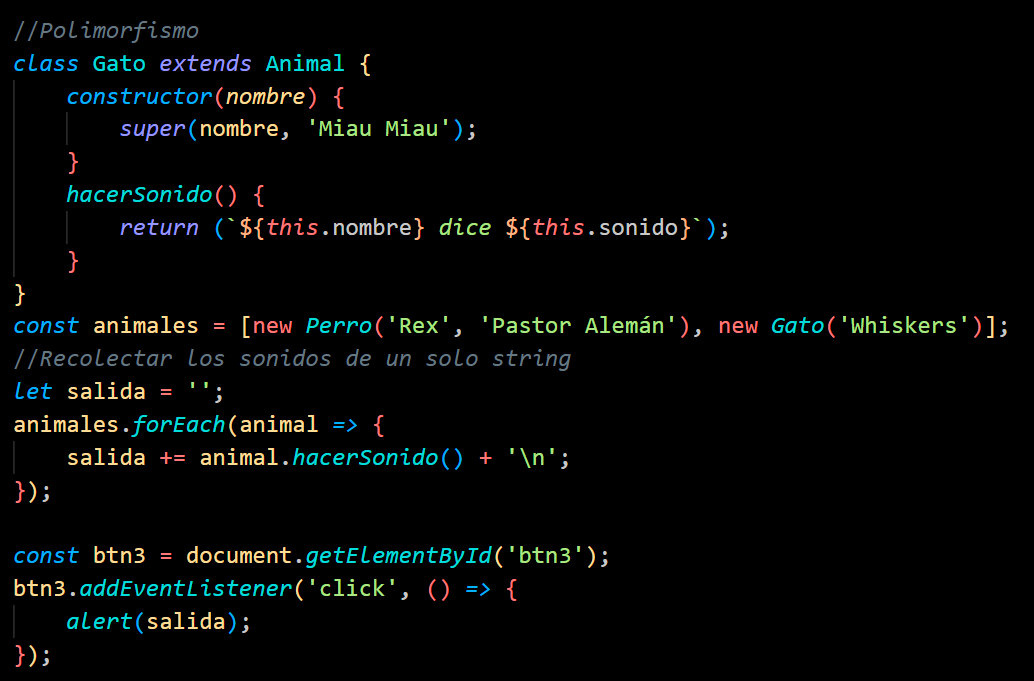 //Polimorfismo
class Gato extends Animal {
    constructor(nombre) {
        super(nombre, 'Miau Miau');
    }
    hacerSonido() {
        return (`${this.nombre} dice ${this.sonido}`);
    }
}
const animales = [new Perro('Rex', 'Pastor Alemán'), new Gato('Whiskers')];
//Recolectar los sonidos de un solo string
let salida = '';
animales.forEach(animal => {
    salida += animal.hacerSonido() + '\n';
});

const btn3 = document.getElementById('btn3');
btn3.addEventListener('click', () => {
    alert(salida);
});